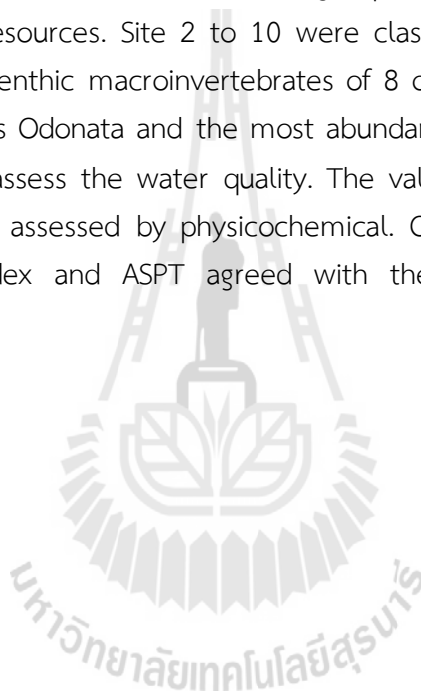 esources. Site 2 to 10 were clas
enthic macroinvertebrates of 8 
s Odonata and the most abundar
assess the water quality. The val
assessed by physicochemical. 
dex and ASPT agreed with the
มหาวิทยาลัยเทคโนโลยีสุรนารี